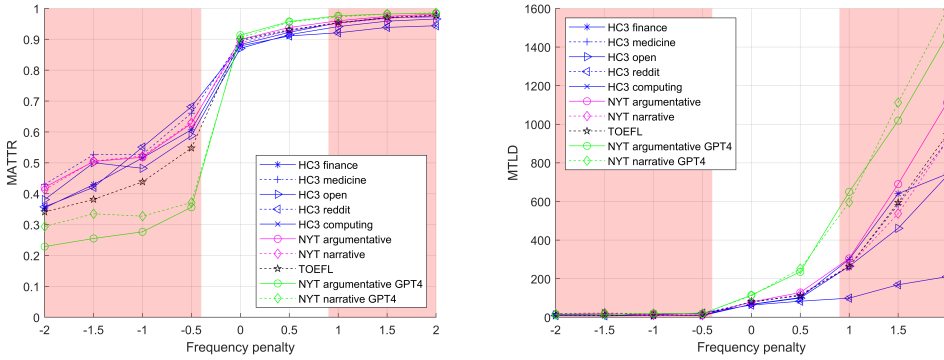 1
0.9
0.8
0.7
0.6
0.5
0.4
0.3
0.2
0.1
0
MATTR
-2
-1.5
-1
-0.5
0
0.5
1
1.5
2
Frequency penalty
HC3 finance
HC3 medicine
HC3 open
HC3 reddit
HC3 computing
NYT argumentative
NYT narrative
TOEFL
NYT argumentative GPT4
NYT narrative GPT4
1600
1400
1200
1000
800
600
400
200
0
MTLD
-2
-1.5
-1
-0.5
0
0.5
1
1.5
2
Frequency penalty
HC3 finance
HC3 medicine
HC3 open
HC3 reddit
HC3 computing
NYT argumentative
NYT narrative
TOEFL
NYT argumentative GPT4
NYT narrative GPT4